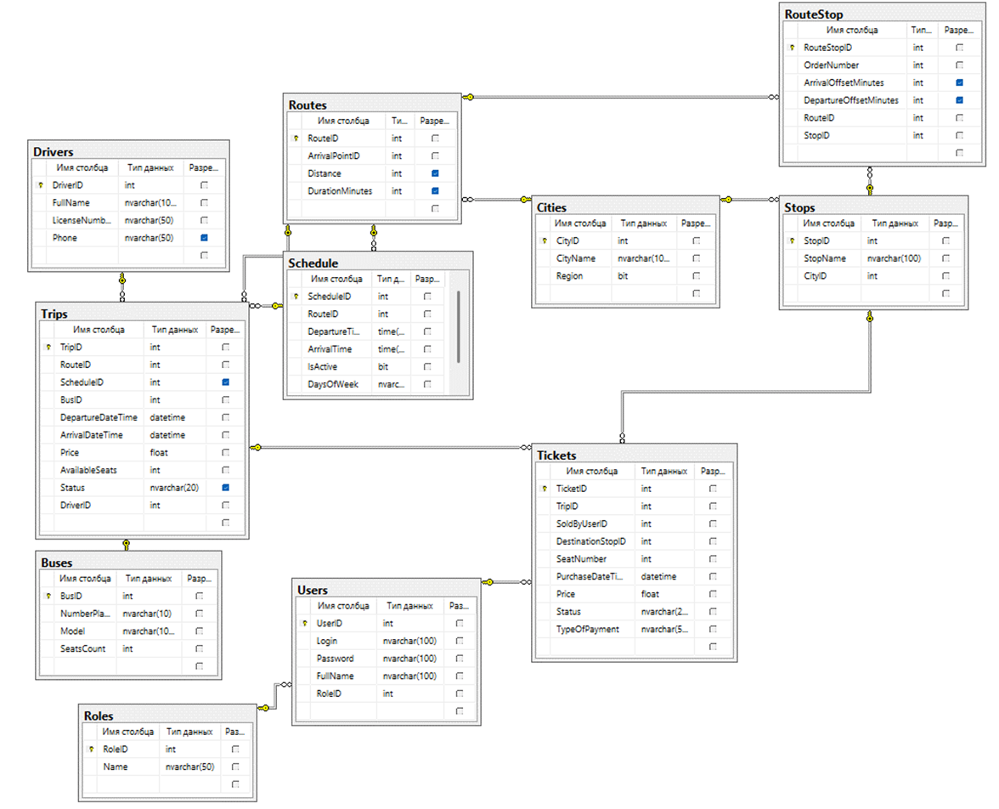 RouteStop
Имя столбца Тип... Разре...
RouteStopID int
OrderNumber int
ArrivalOffsetMinutes int
DepartureOffsetMinutes int
RouteID int
StopID int
Routes
Имя столбца Ти... Разре...
RouteID int
ArrivalPointID int
Distance int
DurationMinutes int
Drivers
Имя столбца Тип данных Разре...
DriverID int
FullName nvarchar(10...
LicenseNumb... nvarchar(50)
Phone nvarchar(50)
Cities
Имя столбца Тип данных Разре...
CityID int
CityName nvarchar(10...
Region bit
Stops
Имя столбца Тип данных Разр...
StopID int
StopName nvarchar(100)
CityID int
Schedule
Имя столбца Тип д... Разр...
ScheduleID int
RouteID int
DepartureTi... time(...
ArrivalTime time(...
IsActive bit
DaysOfWeek nvarc...
Trips
Имя столбца Тип данных Разре...
TripID int
RouteID int
ScheduleID int
BusID int
DepartureDateTime datetime
ArrivalDateTime datetime
Price float
AvailableSeats int
Status nvarchar(20)
DriverID int
Tickets
Имя столбца Тип данных Разр...
TicketID int
TripID int
SoldByUserID int
DestinationStopID int
SeatNumber int
PurchaseDateTi... datetime
Price float
Status nvarchar(2...
TypeOfPayment nvarchar(5...
Buses
Имя столбца Тип данных Разр...
BusID int
NumberPla... nvarchar(10)
Model nvarchar(10...
SeatsCount int
Users
Имя столбца Тип данных Раз...
UserID int
Login nvarchar(100)
Password nvarchar(100)
FullName nvarchar(100)
RoleID int
Roles
Имя столбца Тип данных Раз...
RoleID int
Name nvarchar(50)